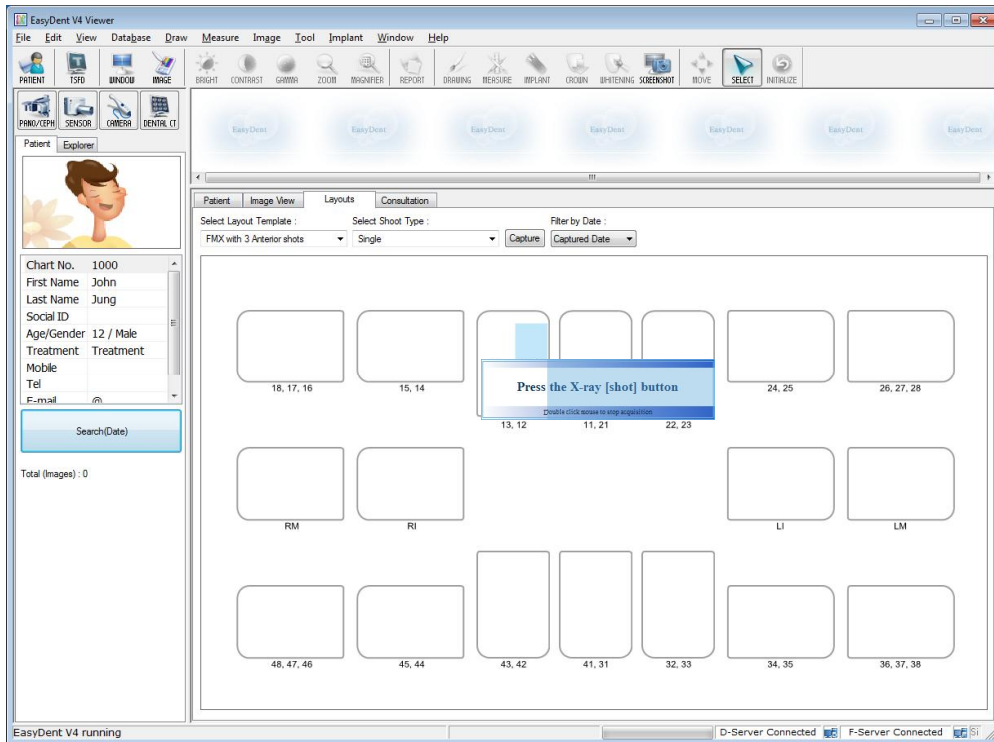 EasyDent V4 Viewer
File Edit View Database Draw Measure Image Tool Implant Window Help
PATIENT TSFD WINDOW IMAGE BRIGHT CONTRAST GAMMA ZOOM MAGNIFIER REPORT DRAWING MEASURE IMPLANT CROWN WHITENING SCREENSHOT MOVE SELECT INITIALIZE
PANO/CEPH SENSOR CAMERA DENTAL CT
EasyDent EasyDent EasyDent EasyDent EasyDent EasyDent EasyDent
Patient Explorer
Patient Image View Layouts Consultation
Select Layout Template : Select Shoot Type : Filter by Date :
FMX with 3 Anterior shots Single Capture Captured Date
Chart No. 1000
First Name John
Last Name Jung
Social ID
Age/Gender 12 / Male
Treatment Treatment
Mobile
Tel
E-mail @
Search(Date)
Total (Images) : 0
18, 17, 16 15, 14 24, 25 26, 27, 28
Press the X-ray [shot] button
Double click mouse to stop acquisition
13, 12 11, 21 22, 23
RM RI LI LM
48, 47, 46 45, 44 43, 42 41, 31 32, 33 34, 35 36, 37, 38
EasyDent V4 running D-Server Connected F-Server Connected Si